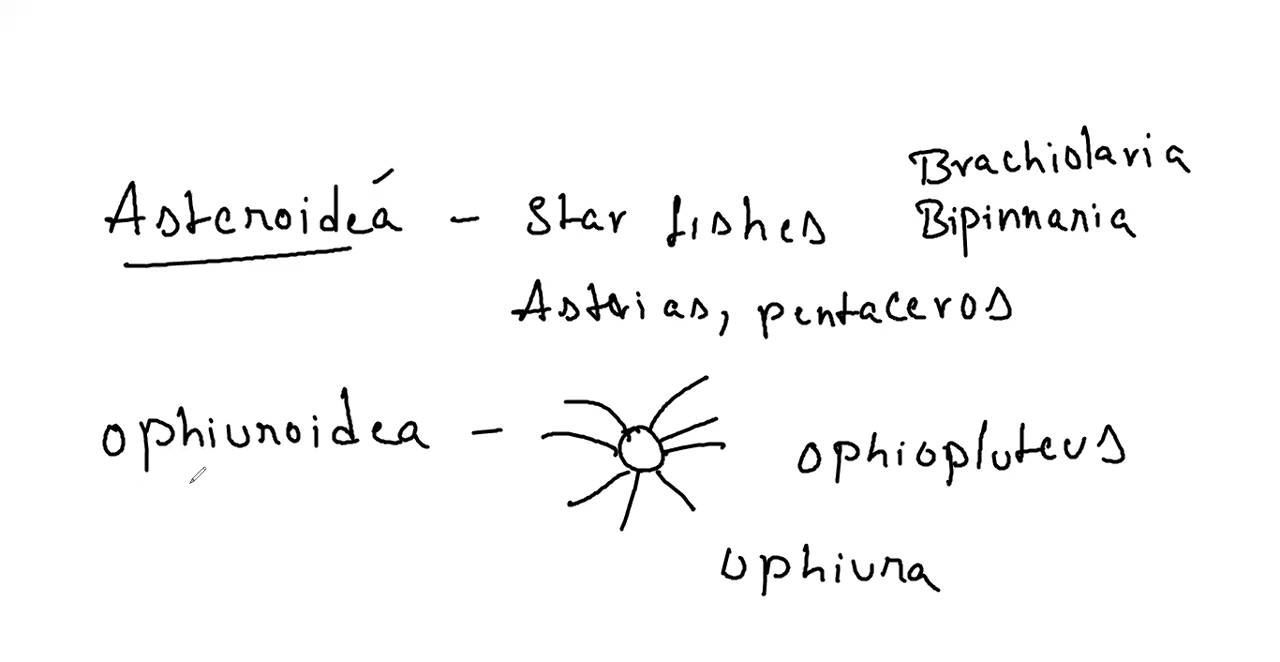 Brachiolaria
Asteroidea - Star fishes
Bipinnaria
Asterias, pentaceros
Ophiuroidea -
Ophiopluteus
Ophiura